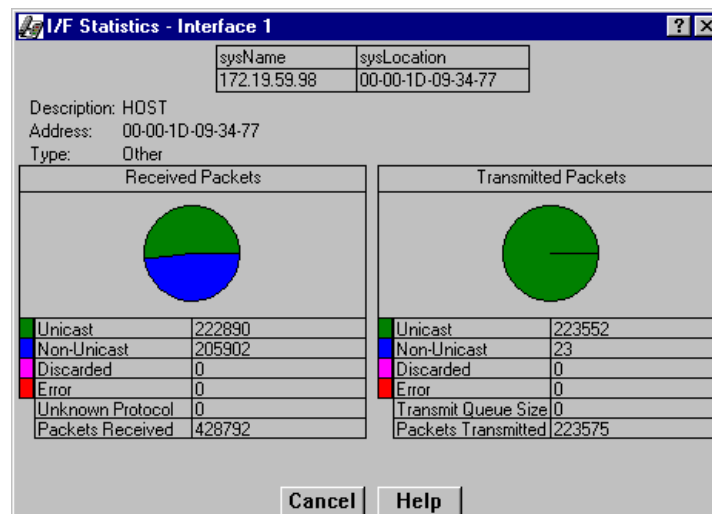 I/F Statistics - Interface 1
sysName sysLocation
172.19.59.98 00-00-1D-09-34-77
Description: HOST
Address: 00-00-1D-09-34-77
Type: Other
Received Packets
Unicast 222890
Non-Unicast 205902
Discarded 0
Error 0
Unknown Protocol 0
Packets Received 428792
Transmitted Packets
Unicast 223552
Non-Unicast 23
Discarded 0
Error 0
Transmit Queue Size 0
Packets Transmitted 223575
Cancel Help